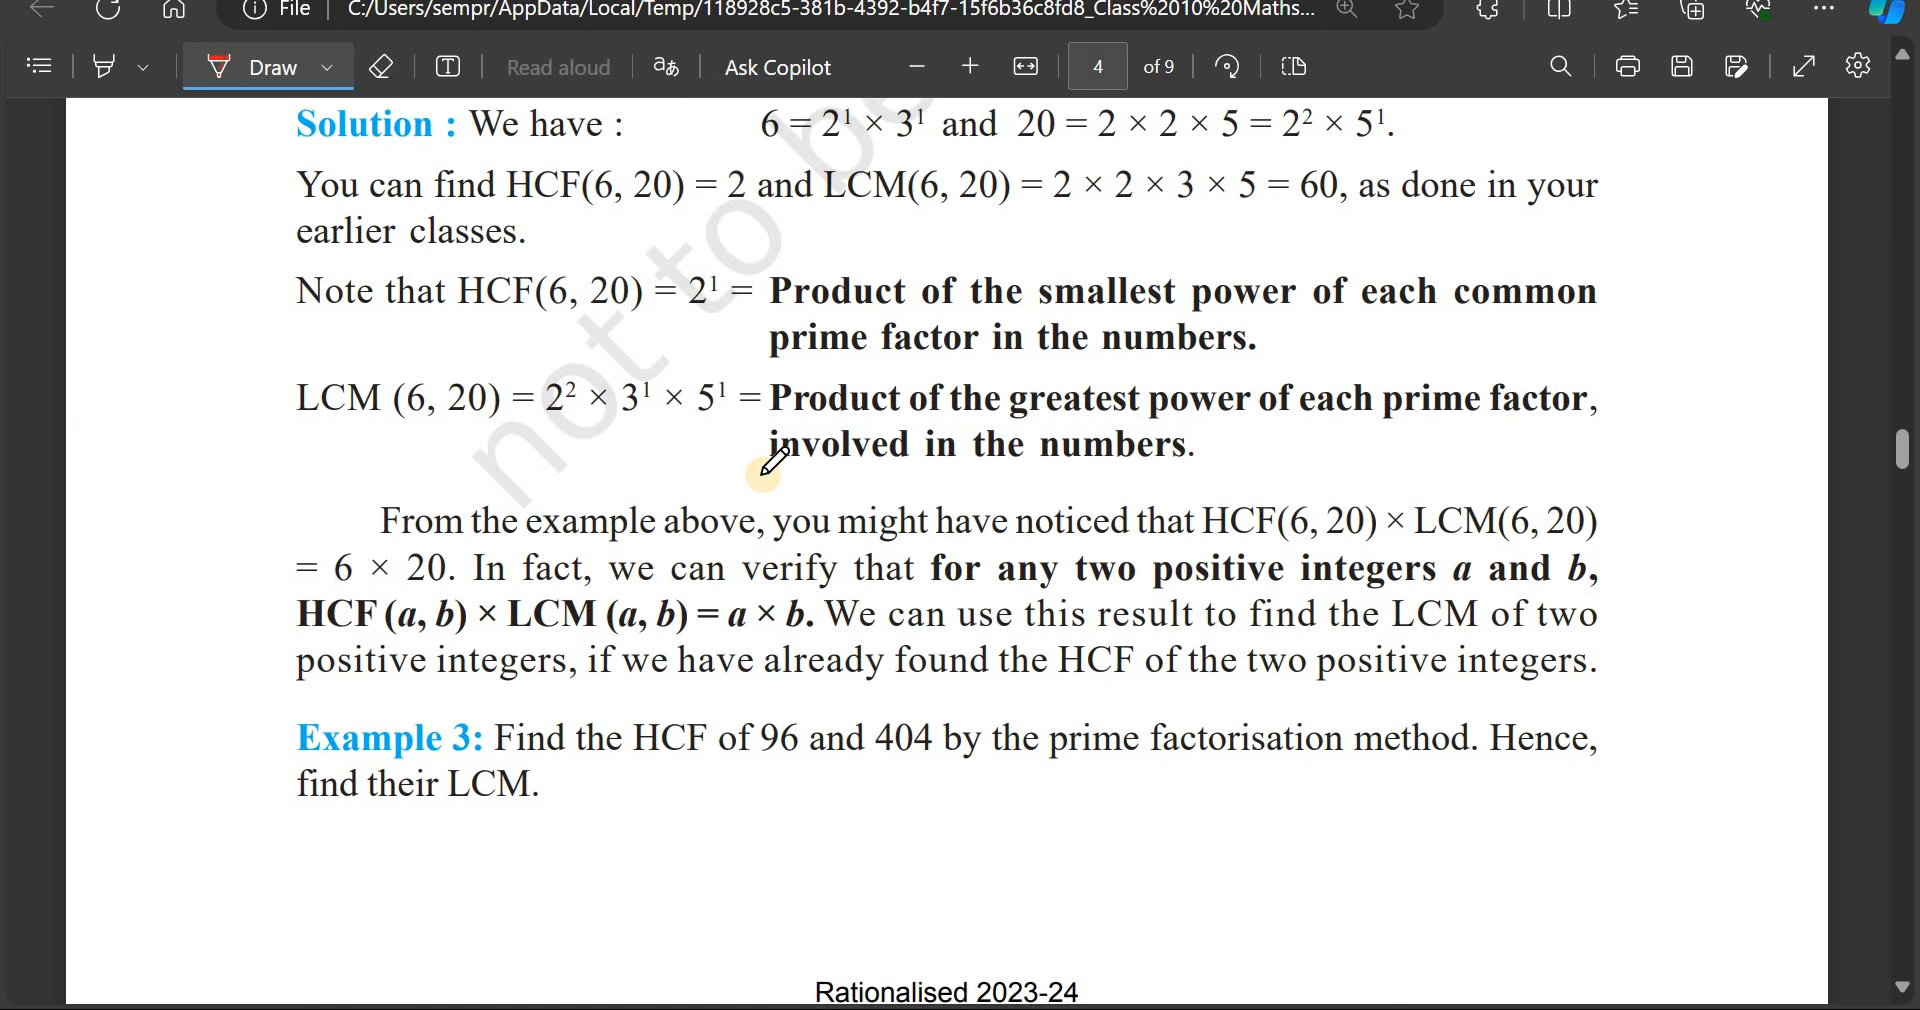 File | C:/Users/sempr/AppData/Local/Temp/118928c5-381b-4392-b4f7-15f6b36c8fd8_Class%2010%20Maths...
Draw Read aloud aあ Ask Copilot 4 of 9
Solution : We have : 6 = 2¹ × 3¹ and 20 = 2 × 2 × 5 = 2² × 5¹.
You can find HCF(6, 20) = 2 and LCM(6, 20) = 2 × 2 × 3 × 5 = 60, as done in your
earlier classes.
Note that HCF(6, 20) = 2¹ = Product of the smallest power of each common
prime factor in the numbers.
LCM (6, 20) = 2² × 3¹ × 5¹ = Product of the greatest power of each prime factor,
involved in the numbers.
From the example above, you might have noticed that HCF(6, 20) × LCM(6, 20)
= 6 × 20. In fact, we can verify that for any two positive integers a and b,
HCF (a, b) × LCM (a, b) = a × b. We can use this result to find the LCM of two
positive integers, if we have already found the HCF of the two positive integers.
Example 3: Find the HCF of 96 and 404 by the prime factorisation method. Hence,
find their LCM.
not to be
Rationalised 2023-24